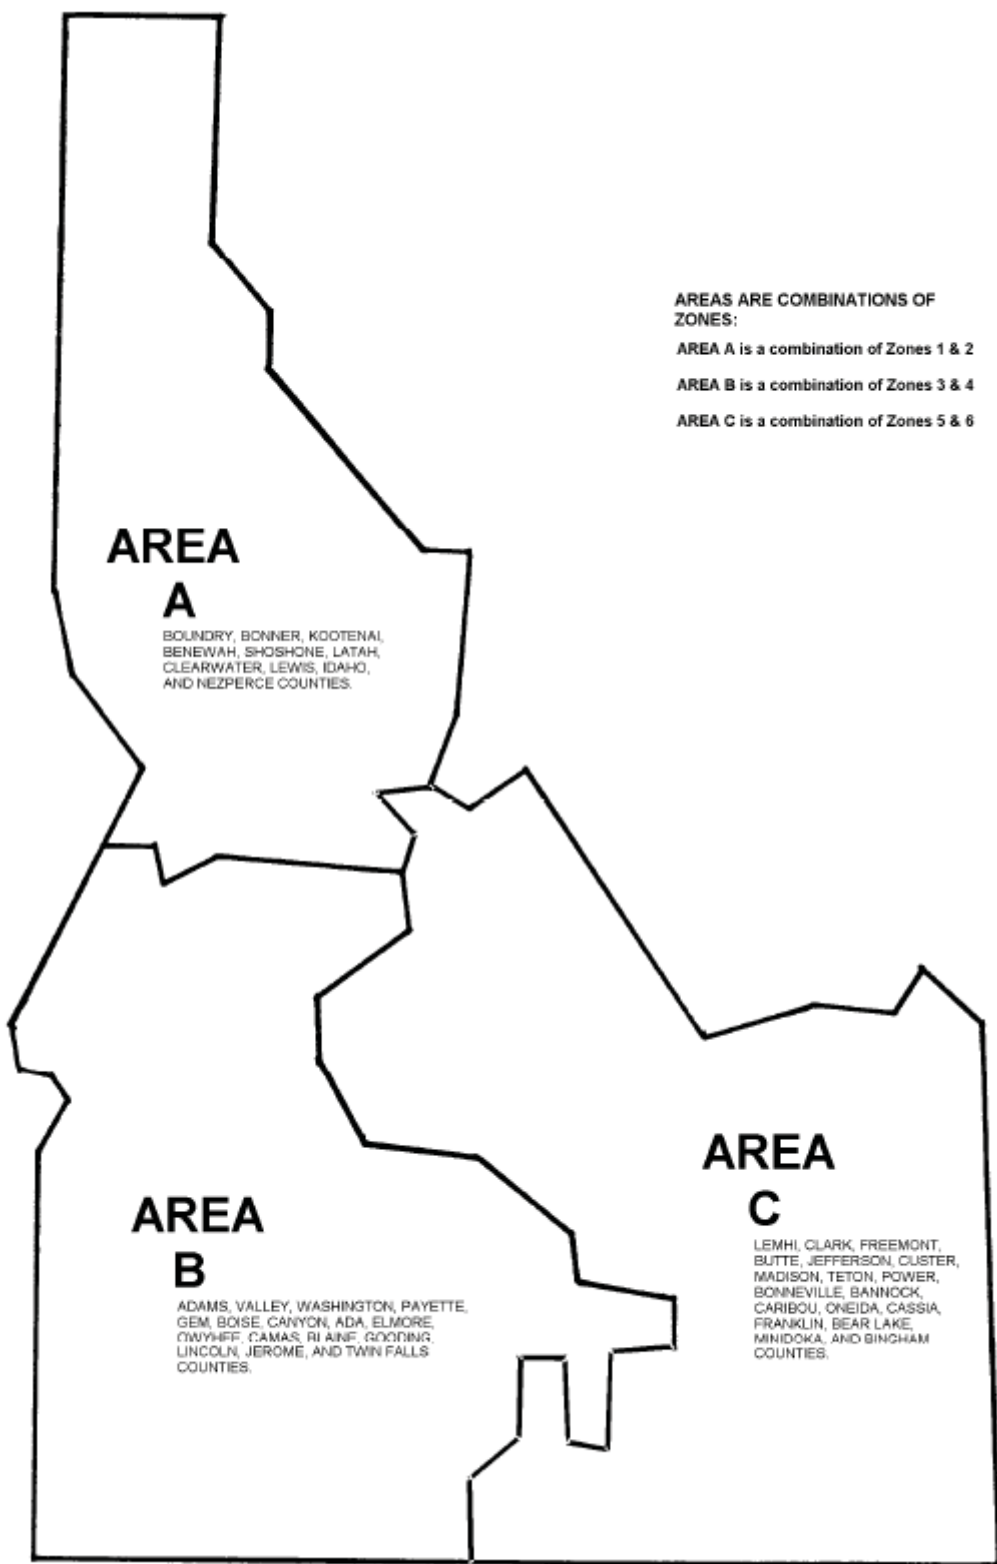 AREAS ARE COMBINATIONS OF
ZONES:
AREA A is a combination of Zones 1 & 2
AREA B is a combination of Zones 3 & 4
AREA C is a combination of Zones 5 & 6
AREA
A
BOUNDRY, BONNER, KOOTENAI,
BENEWAH, SHOSHONE, LATAH,
CLEARWATER, LEWIS, IDAHO,
AND NEZPERCE COUNTIES.
AREA
B
ADAMS, VALLEY, WASHINGTON, PAYETTE,
GEM, BOISE, CANYON, ADA, ELMORE,
OWYHEE, CAMAS, BLAINE, GOODING,
LINCOLN, JEROME, AND TWIN FALLS
COUNTIES.
AREA
C
LEMHI, CLARK, FREEMONT,
BUTTE, JEFFERSON, CUSTER,
MADISON, TETON, POWER,
BONNEVILLE, BANNOCK,
CARIBOU, ONEIDA, CASSIA,
FRANKLIN, BEAR LAKE,
MINIDOKA, AND BINGHAM
COUNTIES.